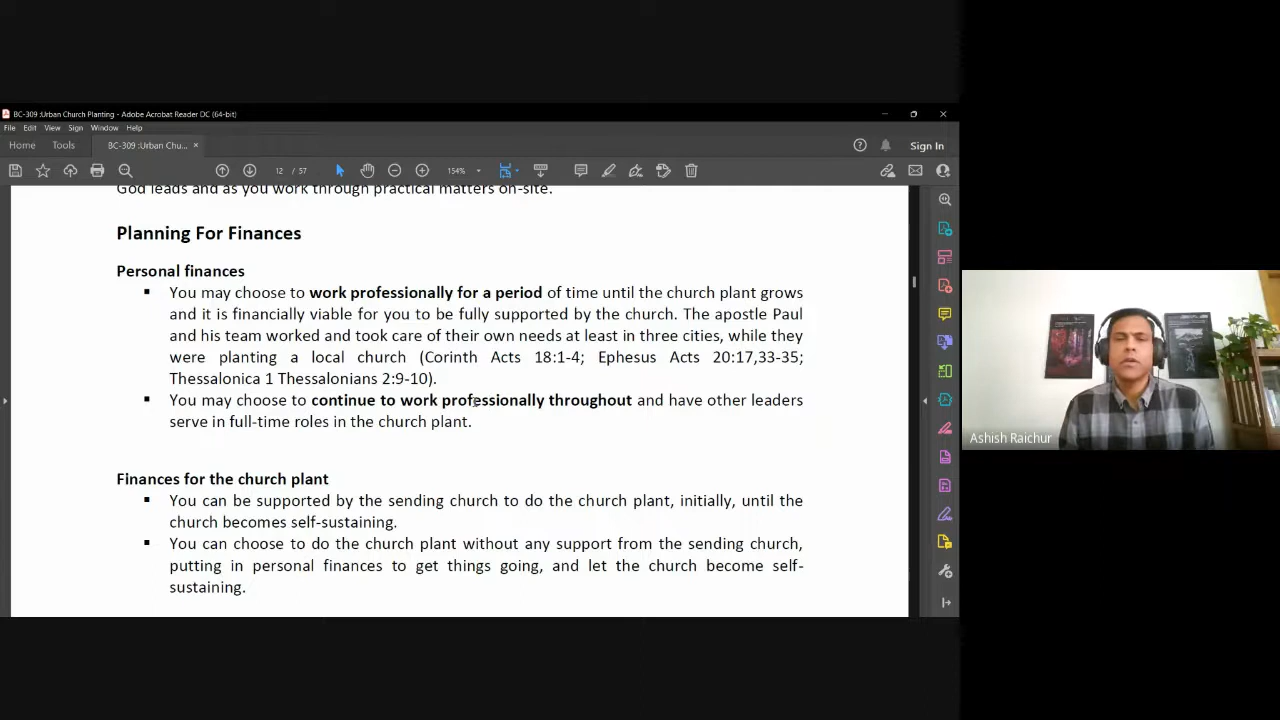 BC-309 :Urban Church Planting - Adobe Acrobat Reader DC (64-bit)
File Edit View Sign Window Help
Home Tools BC-309 :Urban Chu... × Sign In
12 / 57 154%
God leads and as you work through practical matters on-site.
Planning For Finances
Personal finances
▪ You may choose to work professionally for a period of time until the church plant grows
and it is financially viable for you to be fully supported by the church. The apostle Paul
and his team worked and took care of their own needs at least in three cities, while they
were planting a local church (Corinth Acts 18:1-4; Ephesus Acts 20:17,33-35;
Thessalonica 1 Thessalonians 2:9-10).
▪ You may choose to continue to work professionally throughout and have other leaders
serve in full-time roles in the church plant.
Finances for the church plant
▪ You can be supported by the sending church to do the church plant, initially, until the
church becomes self-sustaining.
▪ You can choose to do the church plant without any support from the sending church,
putting in personal finances to get things going, and let the church become self-
sustaining.
Ashish Raichur